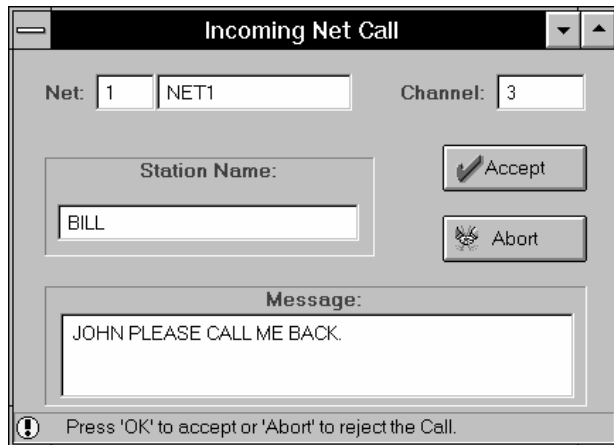 Incoming Net Call
Net: 1 NET1 Channel: 3
Station Name:
BILL
Accept
Abort
Message:
JOHN PLEASE CALL ME BACK.
Press 'OK' to accept or 'Abort' to reject the Call.